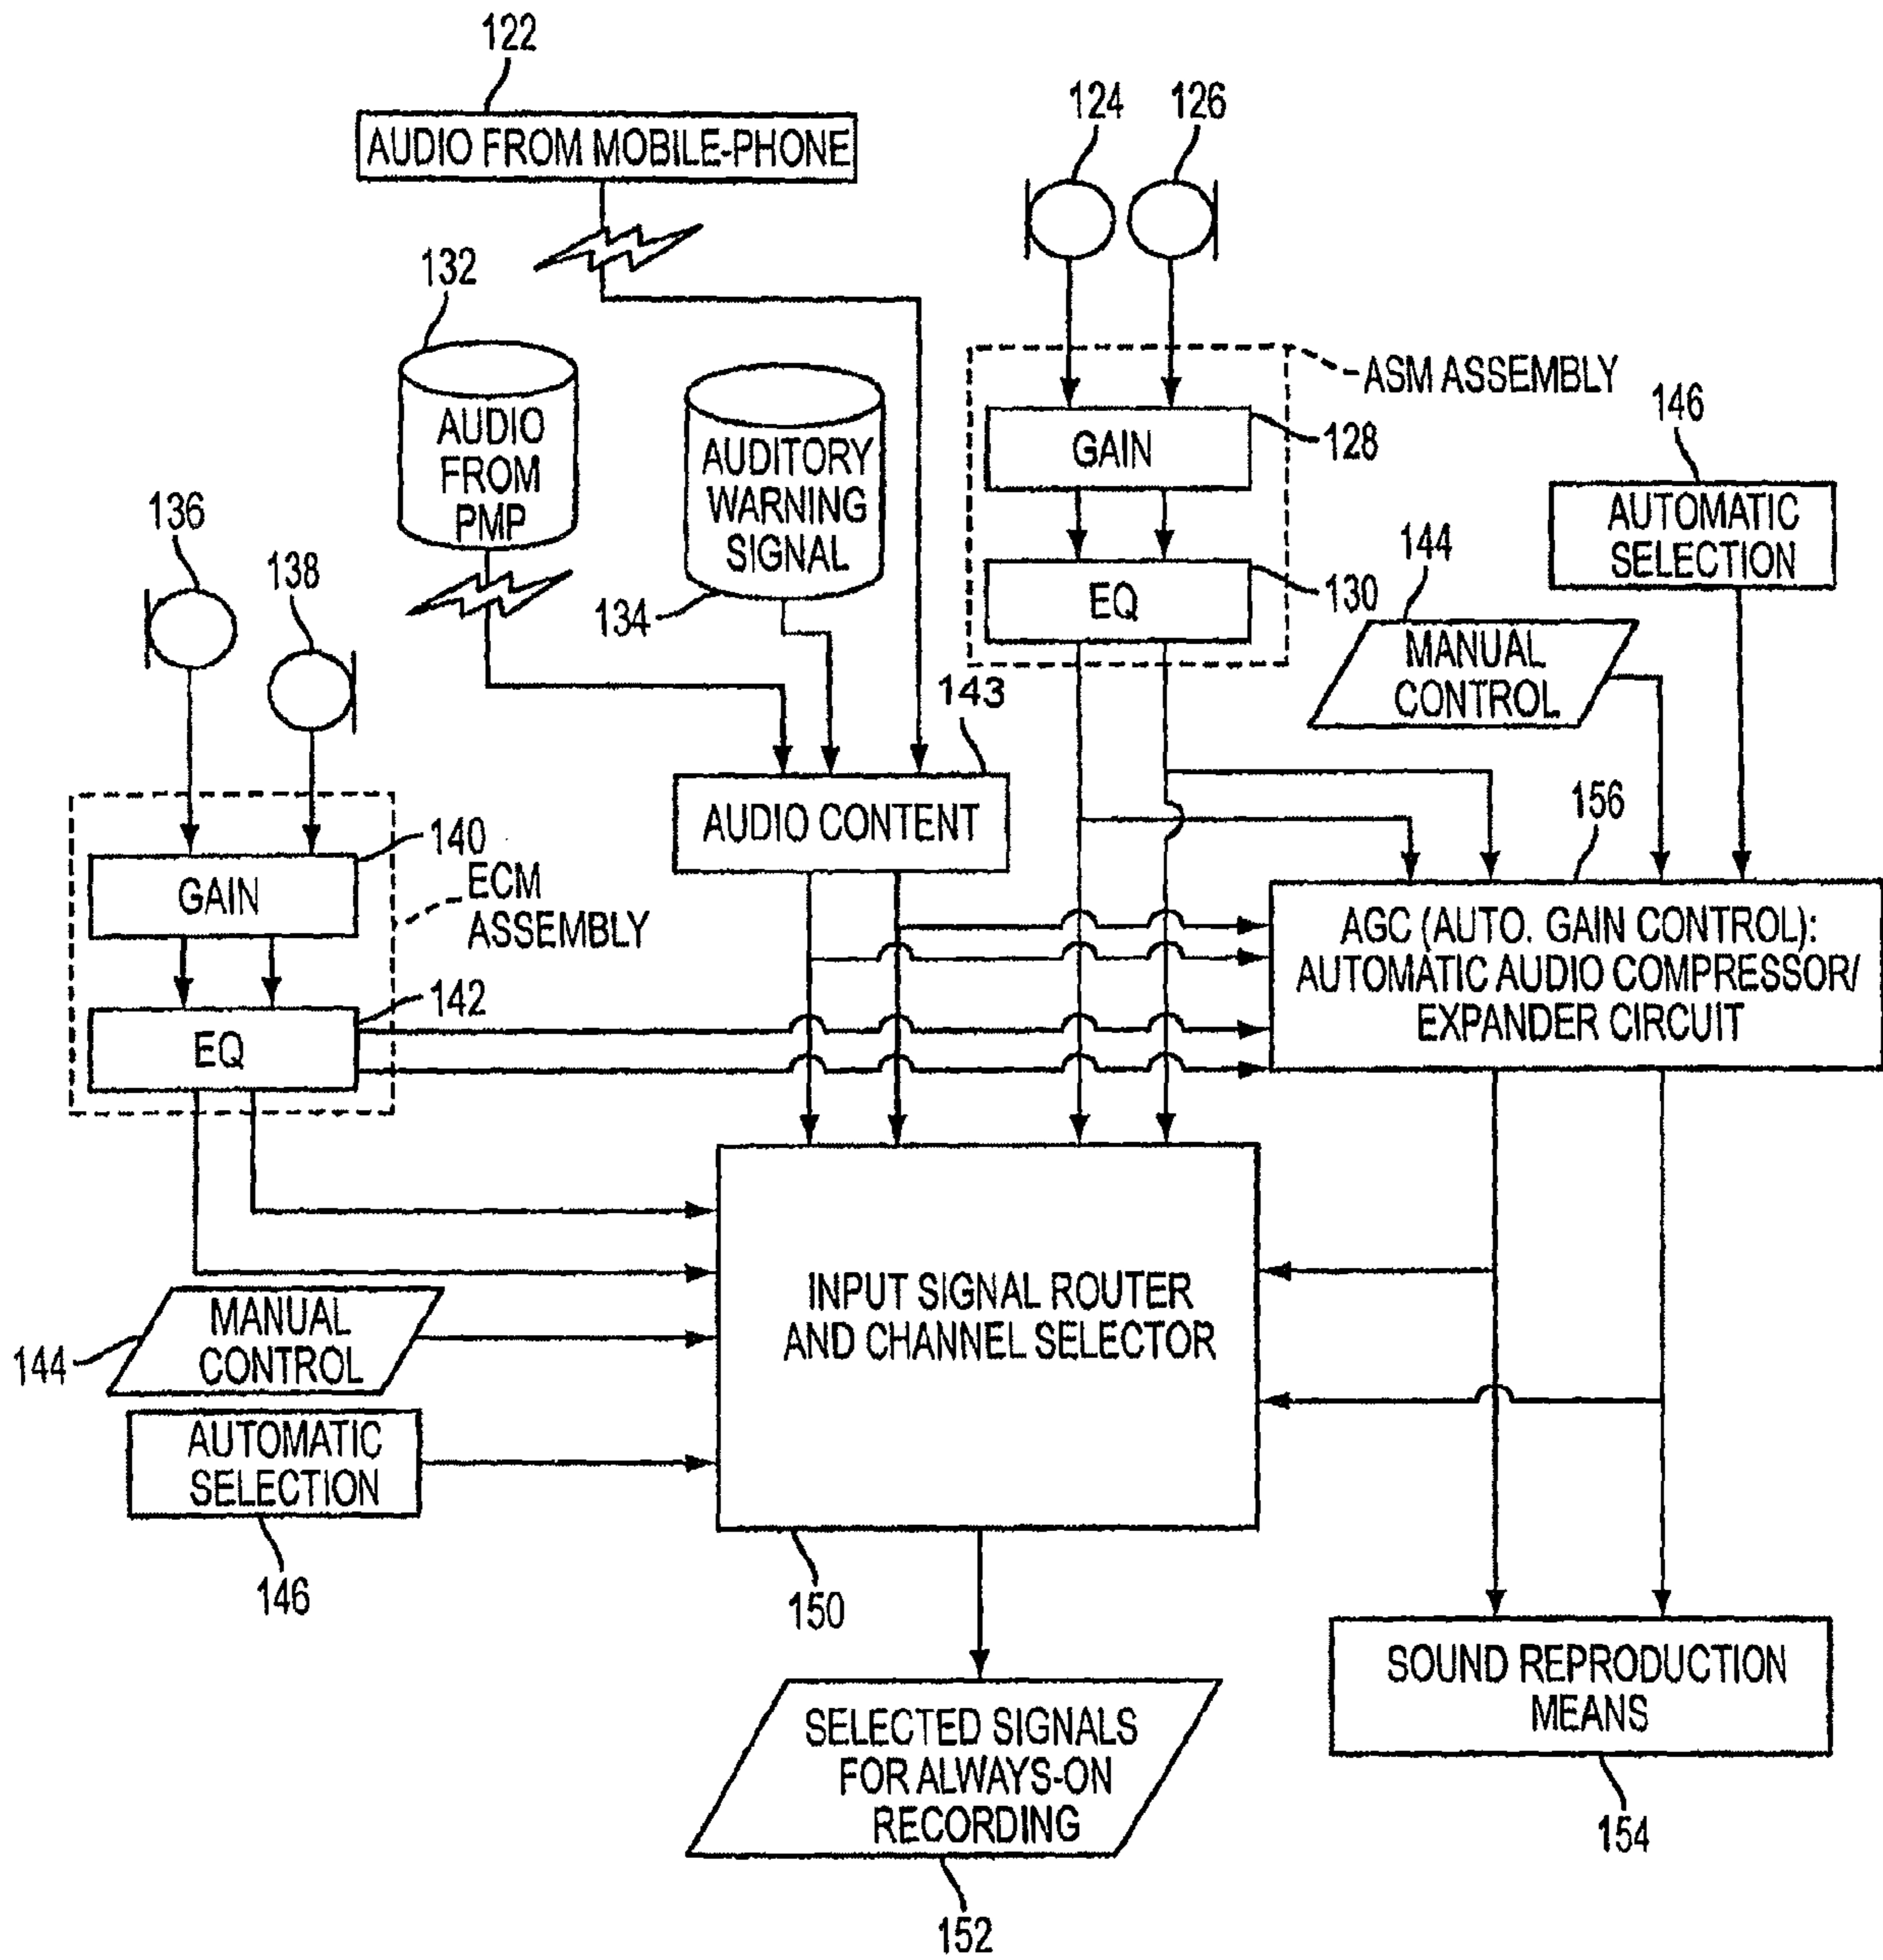 122
AUDIO FROM MOBILE-PHONE
124
126
132
AUDIO
FROM
PMP
134
AUDITORY
WARNING
SIGNAL
ASM ASSEMBLY
GAIN
128
EQ
130
146
AUTOMATIC
SELECTION
144
MANUAL
CONTROL
136
138
143
AUDIO CONTENT
156
AGC (AUTO. GAIN CONTROL):
AUTOMATIC AUDIO COMPRESSOR/
EXPANDER CIRCUIT
140
GAIN
ECM
ASSEMBLY
142
EQ
INPUT SIGNAL ROUTER
AND CHANNEL SELECTOR
144
MANUAL
CONTROL
AUTOMATIC
SELECTION
146
150
SELECTED SIGNALS
FOR ALWAYS-ON
RECORDING
152
SOUND REPRODUCTION
MEANS
154